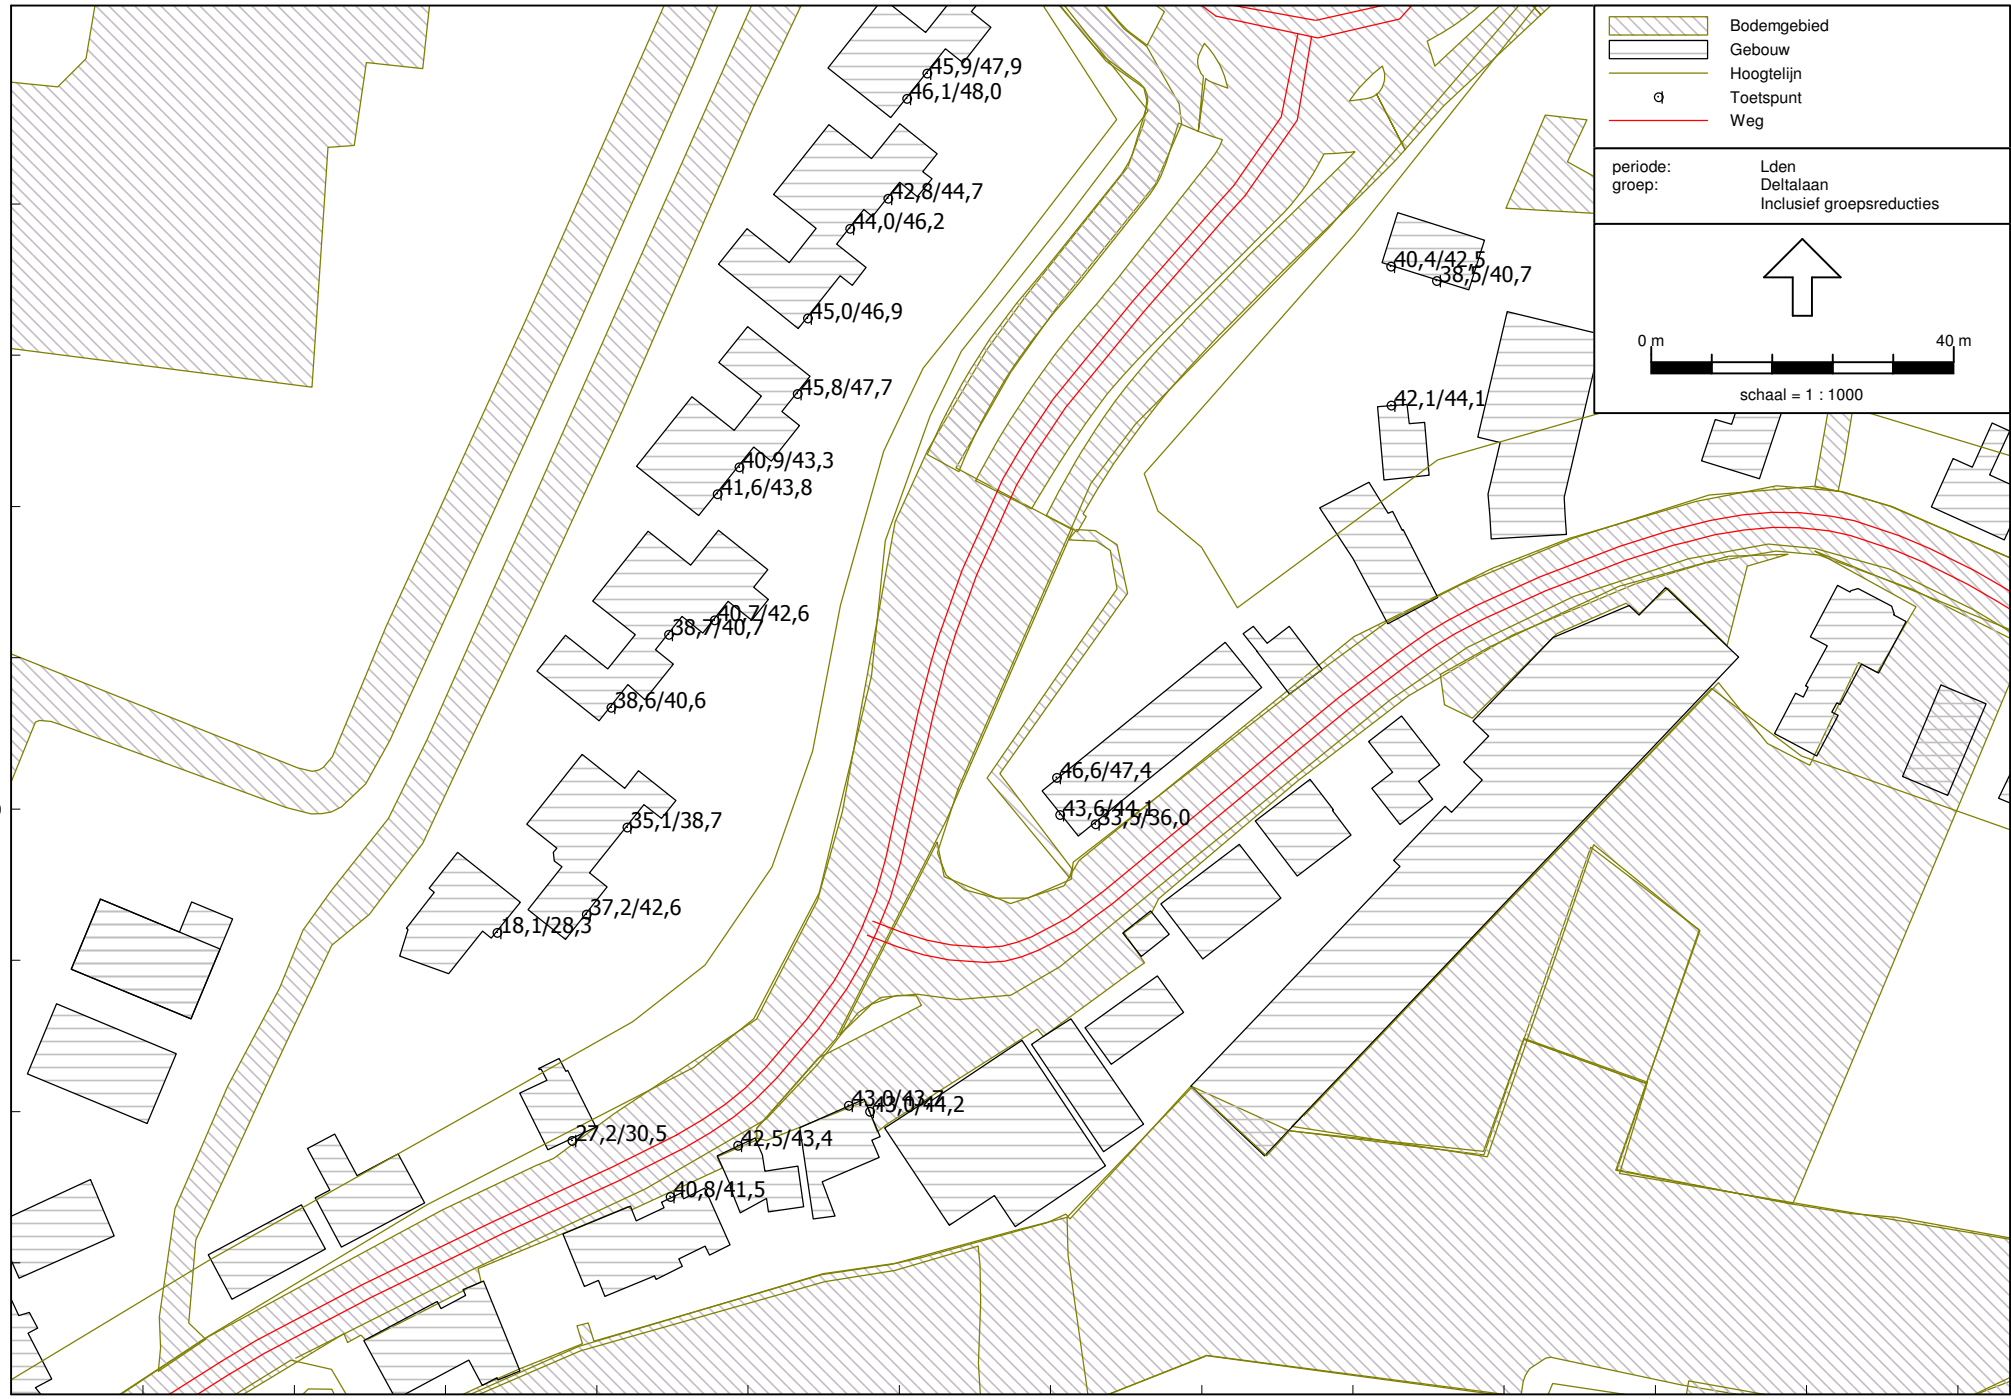 Bodemgebied
Gebouw
Hoogtelijn
Toetspunt
Weg
periode: Lden
groep: Deltalaan
Inclusief groepsreducties
0 m 40 m
schaal = 1 : 1000
45,9/47,9
46,1/48,0
42,8/44,7
44,0/46,2
40,4/42,5
38,5/40,7
45,0/46,9
45,8/47,7
42,1/44,1
40,9/43,3
41,6/43,8
40,7/42,6
38,7/40,7
38,6/40,6
46,6/47,4
43,6/44,1
33,5/36,0
35,1/38,7
37,2/42,6
18,1/28,3
43,0/44,2
27,2/30,5
42,5/43,4
40,8/41,5